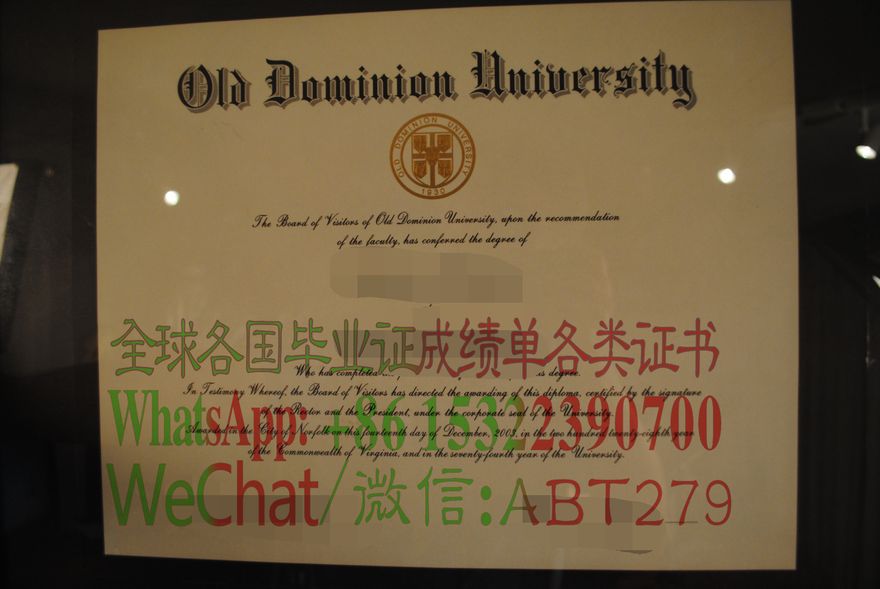 Old Dominion University
OLD DOMINION UNIVERSITY
1930
The Board of Visitors of Old Dominion University, upon the recommendation
of the faculty, has conferred the degree of
全球各国毕业证成绩单各类证书
Who has completed is degree.
In Testimony Whereof, the Board of Visitors has directed the awarding of this diploma, certified by the signature
WhatsApp: +86
of the Rector and the President, under the corporate seal of the University.
Awarded in the City of Norfolk on this fourteenth day of December, 2003, in the two hundred twenty-eighth year
of the Commonwealth of Virginia, and in the seventy-fourth year of the University.
WeChat/微信:ABT279